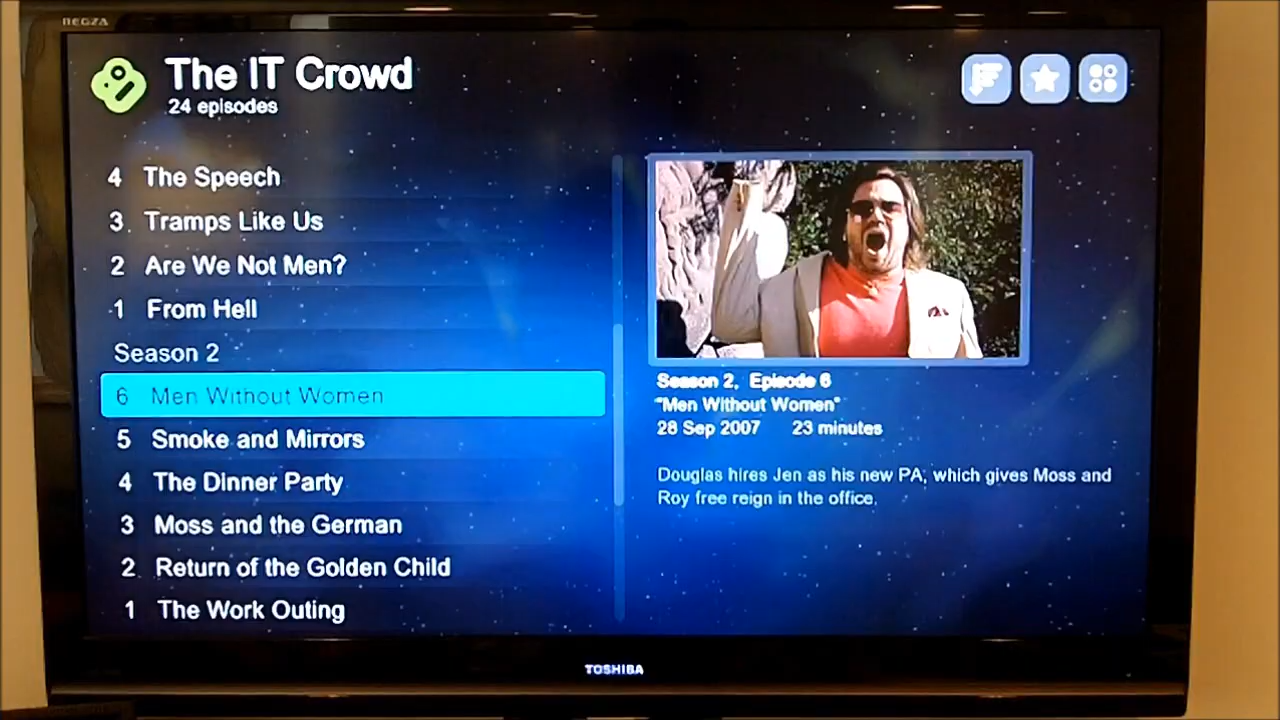 REGZA
The IT Crowd
24 episodes
4 The Speech
3 Tramps Like Us
2 Are We Not Men?
1 From Hell
Season 2
6 Men Without Women
5 Smoke and Mirrors
4 The Dinner Party
3 Moss and the German
2 Return of the Golden Child
1 The Work Outing
Season 2, Episode 6
"Men Without Women"
28 Sep 2007 23 minutes
Douglas hires Jen as his new PA, which gives Moss and
Roy free reign in the office.
TOSHIBA